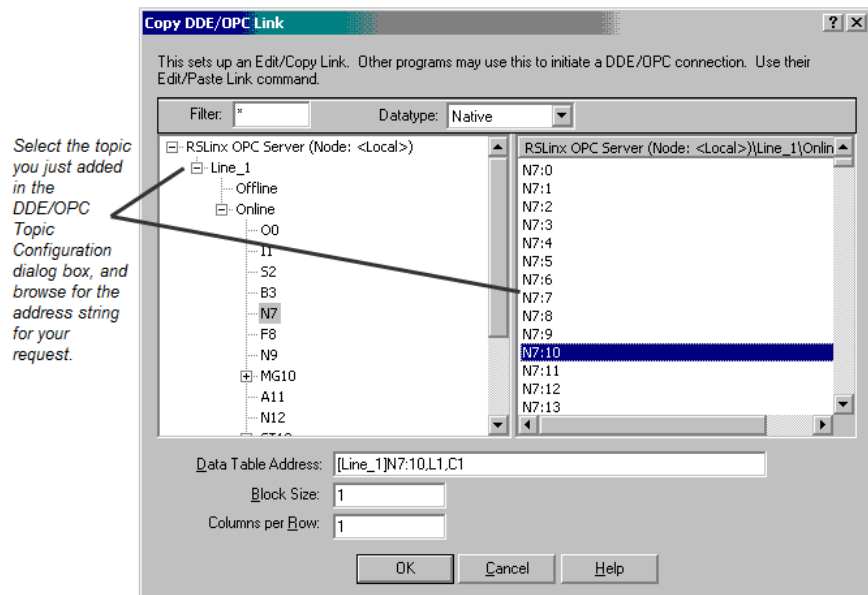 Copy DDE/OPC Link
This sets up an Edit/Copy Link. Other programs may use this to initiate a DDE/OPC connection. Use their
Edit/Paste Link command.
Filter: * Datatype: Native
Select the topic
you just added
in the
DDE/OPC
Topic
Configuration
dialog box, and
browse for the
address string
for your
request.
RSLinx OPC Server (Node: <Local>)
Line_1
Offline
Online
O0
I1
S2
B3
N7
F8
N9
MG10
A11
N12
RSLinx OPC Server (Node: <Local>)\Line_1\Onlin
N7:0
N7:1
N7:2
N7:3
N7:4
N7:5
N7:6
N7:7
N7:8
N7:9
N7:10
N7:11
N7:12
N7:13
Data Table Address: [Line_1]N7:10,L1,C1
Block Size: 1
Columns per Row: 1
OK Cancel Help